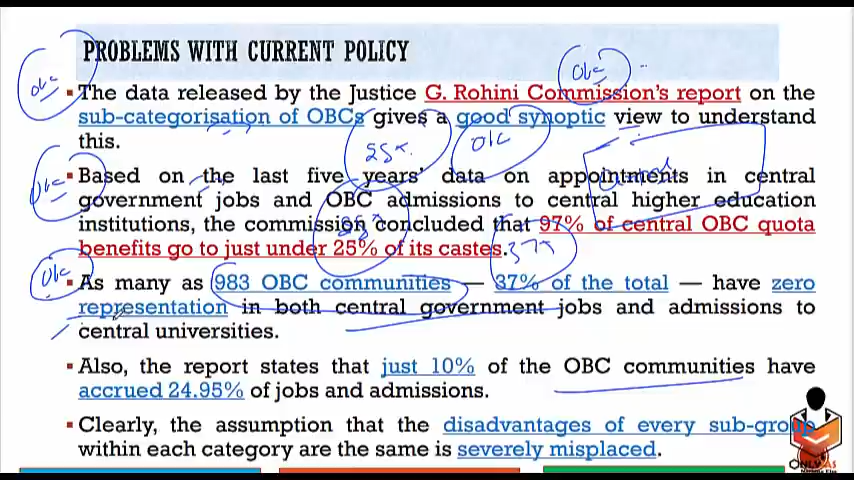 PROBLEMS WITH CURRENT POLICY
obc
obc
▪ The data released by the Justice G. Rohini Commission's report on the
sub-categorisation of OBCs gives a good synoptic view to understand
this.
25%
obc
obc
▪ Based on the last five years' data on appointments in central
government jobs and OBC admissions to central higher education
institutions, the commission concluded that 97% of central OBC quota
benefits go to just under 25% of its castes.
central
37%
obc
▪ As many as 983 OBC communities — 37% of the total — have zero
representation in both central government jobs and admissions to
central universities.
▪ Also, the report states that just 10% of the OBC communities have
accrued 24.95% of jobs and admissions.
▪ Clearly, the assumption that the disadvantages of every sub-group
within each category are the same is severely misplaced.
ONLYIAS